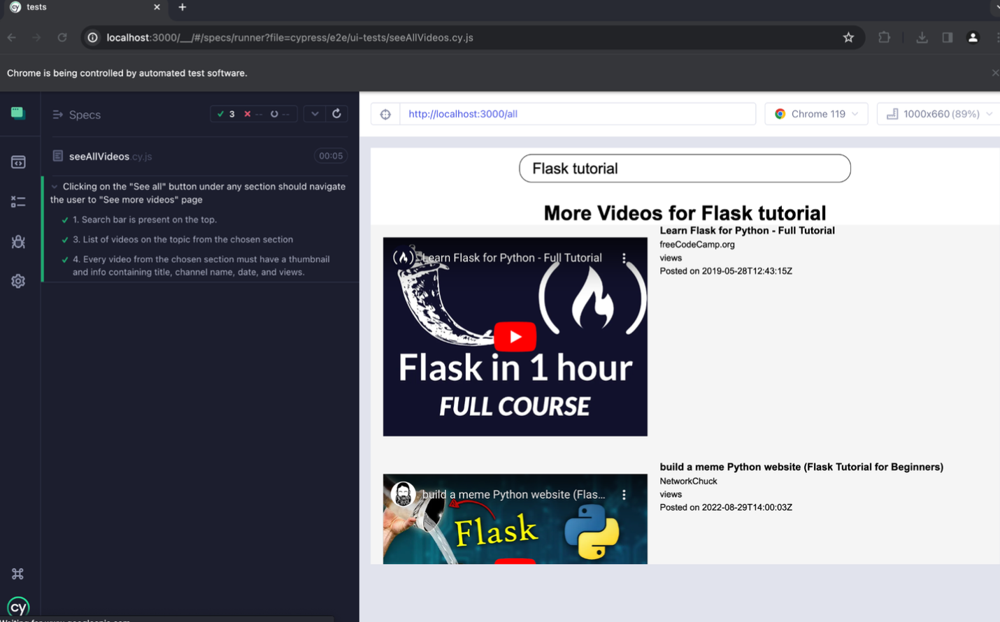 tests
localhost:3000/__/#/specs/runner?file=cypress/e2e/ui-tests/seeAllVideos.cy.js
Chrome is being controlled by automated test software.
Specs
3 -- --
seeAllVideos.cy.js
00:05
Clicking on the "See all" button under any section should navigate
the user to "See more videos" page
1. Search bar is present on the top.
3. List of videos on the topic from the chosen section
4. Every video from the chosen section must have a thumbnail
and info containing title, channel name, date, and views.
cy
http://localhost:3000/all
Chrome 119
1000x660 (89%)
Flask tutorial
More Videos for Flask tutorial
Learn Flask for Python - Full Tutorial
Flask in 1 hour
FULL COURSE
Learn Flask for Python - Full Tutorial
freeCodeCamp.org
views
Posted on 2019-05-28T12:43:15Z
build a meme Python website (Flas...
Flask
build a meme Python website (Flask Tutorial for Beginners)
NetworkChuck
views
Posted on 2022-08-29T14:00:03Z